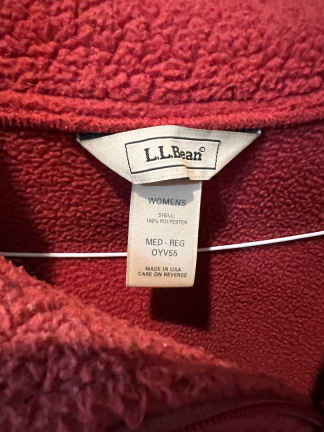 L.L.Bean©
WOMENS
SHELL
100% POLYESTER
MED - REG
OYV55
MADE IN USA
CARE ON REVERSE